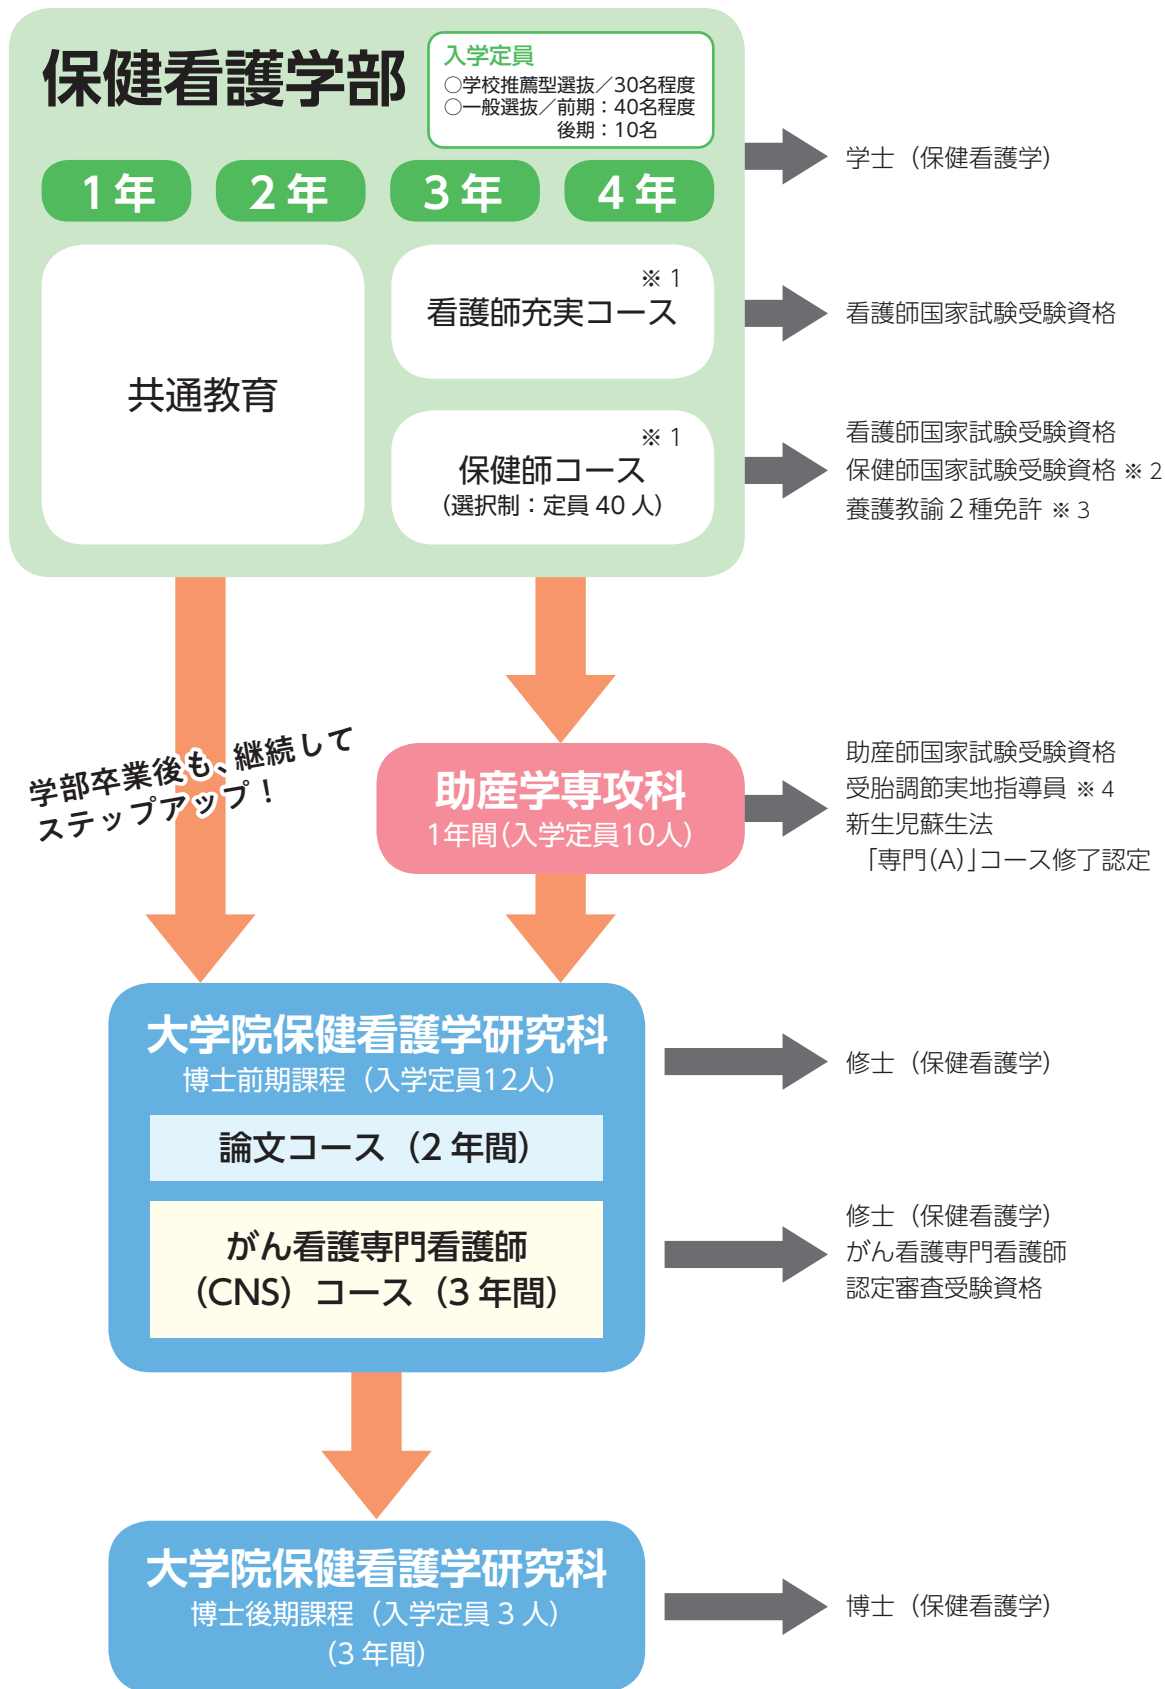 保健看護学部
入学定員
○学校推薦型選抜／30名程度
○一般選抜／前期：40名程度
後期：10名
学士（保健看護学）
1年
2年
3年
4年
共通教育
※1
看護師充実コース
看護師国家試験受験資格
※1
保健師コース
（選択制：定員 40 人）
看護師国家試験受験資格
保健師国家試験受験資格 ※2
養護教諭２種免許 ※3
学部卒業後も、継続して
ステップアップ！
助産学専攻科
1年間（入学定員10人）
助産師国家試験受験資格
受胎調節実地指導員 ※4
新生児蘇生法
「専門（A）」コース修了認定
大学院保健看護学研究科
博士前期課程（入学定員12人）
修士（保健看護学）
論文コース（2 年間）
がん看護専門看護師
（CNS）コース（3 年間）
修士（保健看護学）
がん看護専門看護師
認定審査受験資格
大学院保健看護学研究科
博士後期課程（入学定員 3 人）
（3 年間）
博士（保健看護学）